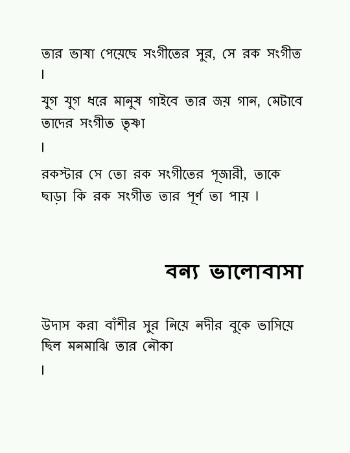 তার ভাষা পেয়েছে সংগীতের সুর, সে রক সংগীত
।
যুগ যুগ ধরে মানুষ গাইবে তার জয় গান, মেটাবে
তাদের সংগীত তৃষ্ণা
।
রকস্টার সে তো রক সংগীতের পূজারী, তাকে
ছাড়া কি রক সংগীত তার পূর্ণ তা পায় ।
বন্য ভালোবাসা
উদাস করা বাঁশীর সুর নিয়ে নদীর বুকে ভাসিয়ে
ছিল মনমাঝি তার নৌকা
।